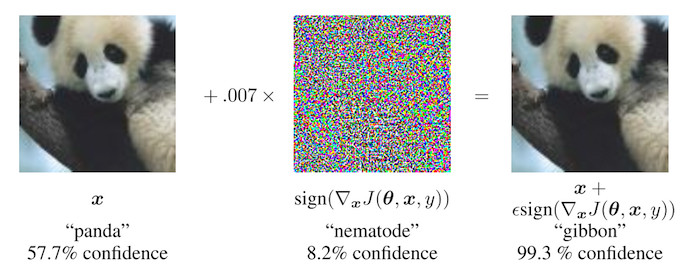 + .007 ×
=
x
sign(∇ₓJ(θ, x, y))
x +
ϵsign(∇ₓJ(θ, x, y))
“panda”
“nematode”
“gibbon”
57.7% confidence
8.2% confidence
99.3 % confidence